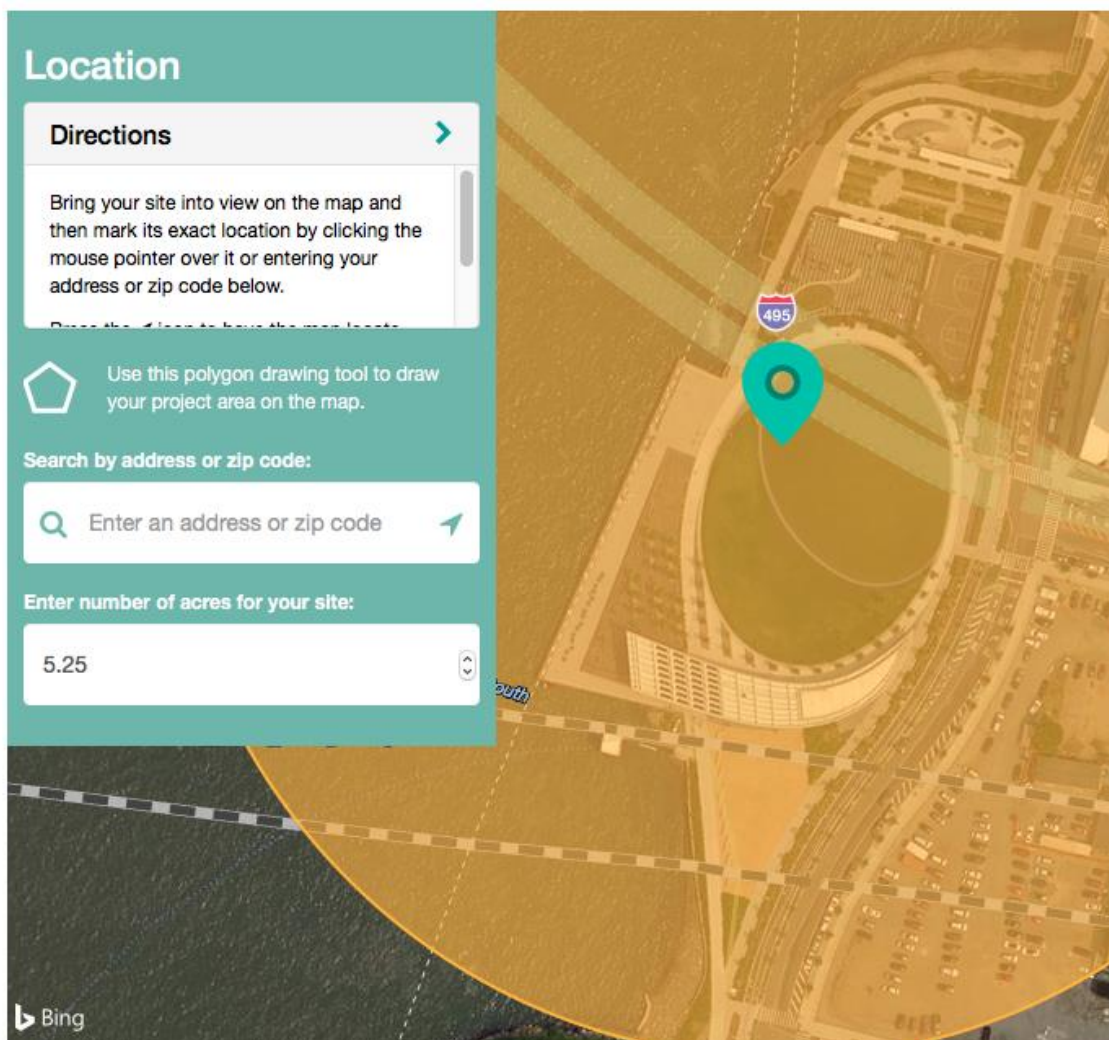 Location
Directions
Bring your site into view on the map and
then mark its exact location by clicking the
mouse pointer over it or entering your
address or zip code below.
Use this polygon drawing tool to draw
your project area on the map.
Search by address or zip code:
Enter an address or zip code
Enter number of acres for your site:
5.25
495
Bing